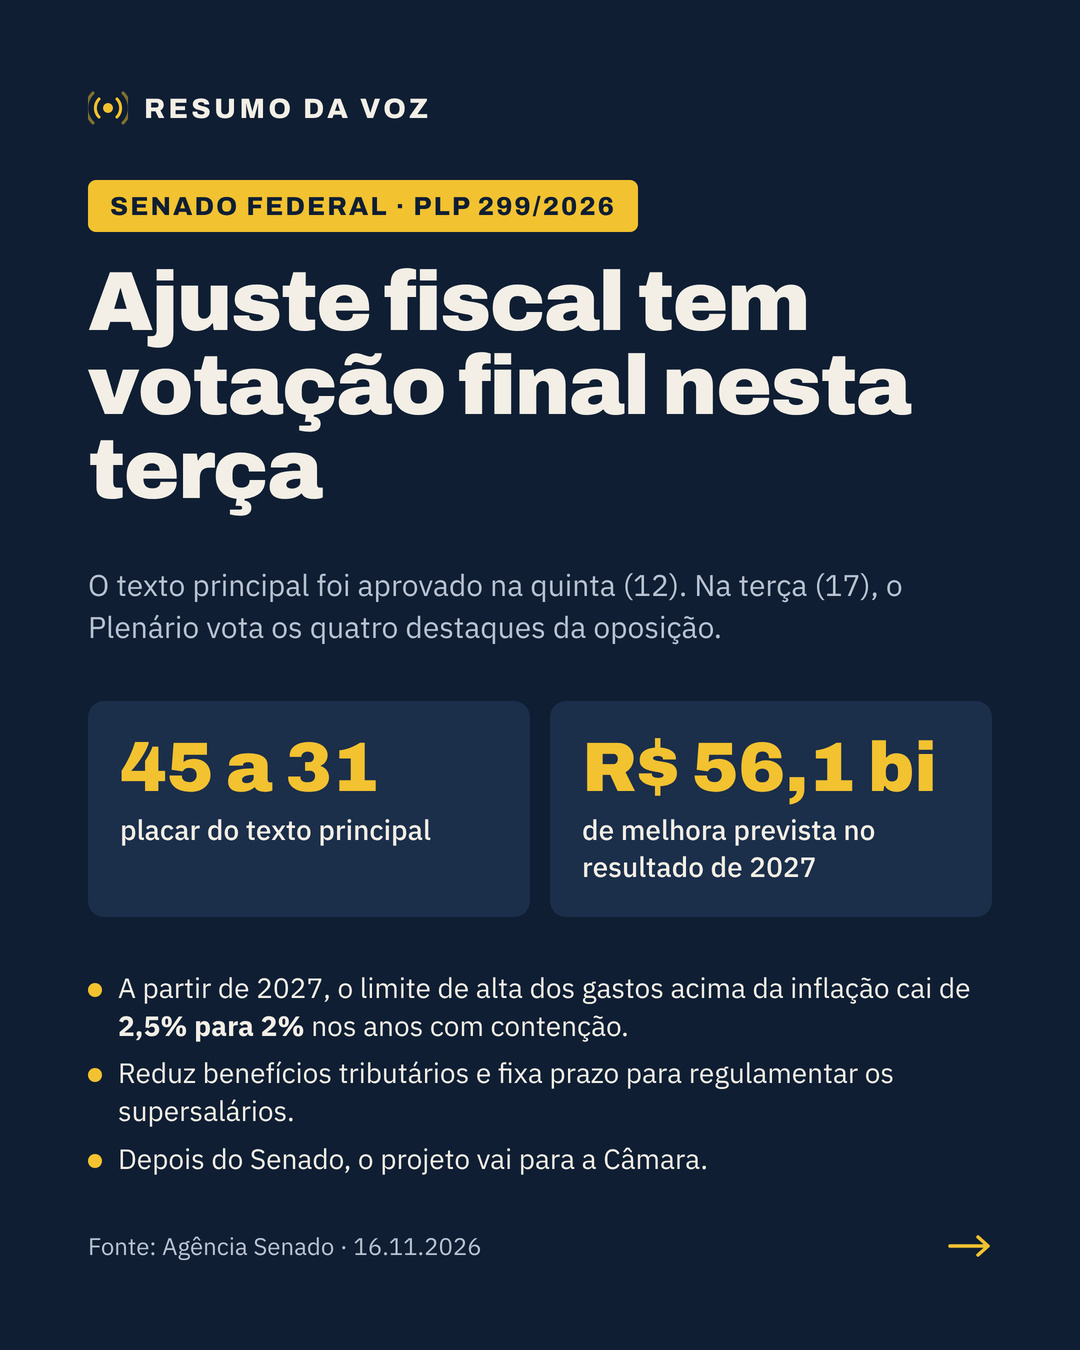 RESUMO DA VOZ
SENADO FEDERAL · PLP 299/2026
Ajuste fiscal tem
votação final nesta
terça
O texto principal foi aprovado na quinta (12). Na terça (17), o
Plenário vota os quatro destaques da oposição.
45 a 31
placar do texto principal
R$ 56,1 bi
de melhora prevista no
resultado de 2027
A partir de 2027, o limite de alta dos gastos acima da inflação cai de
2,5% para 2% nos anos com contenção.
Reduz benefícios tributários e fixa prazo para regulamentar os
supersalários.
Depois do Senado, o projeto vai para a Câmara.
Fonte: Agência Senado · 16.11.2026